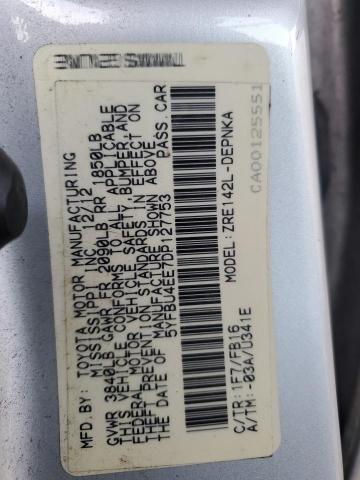 MFD.BY: TOYOTA MOTOR MANUFACTURING
MISSISSIPPI INC. 12/12
GVWR 3840LB GAWR FR 2090LB RR 1850LB
THIS VEHICLE CONFORMS TO ALL APPLICABLE
FEDERAL MOTOR VEHICLE SAFETY, BUMPER, AND
THEFT PREVENTION STANDARDS IN EFFECT ON
THE DATE OF MANUFACTURE SHOWN ABOVE
5YFBU4EE7DP127753 PASS.CAR
C/TR:1F7/FB16 MODEL:ZRE142L-DEPNKA
A/TM:-03A/U341E
CA00125551